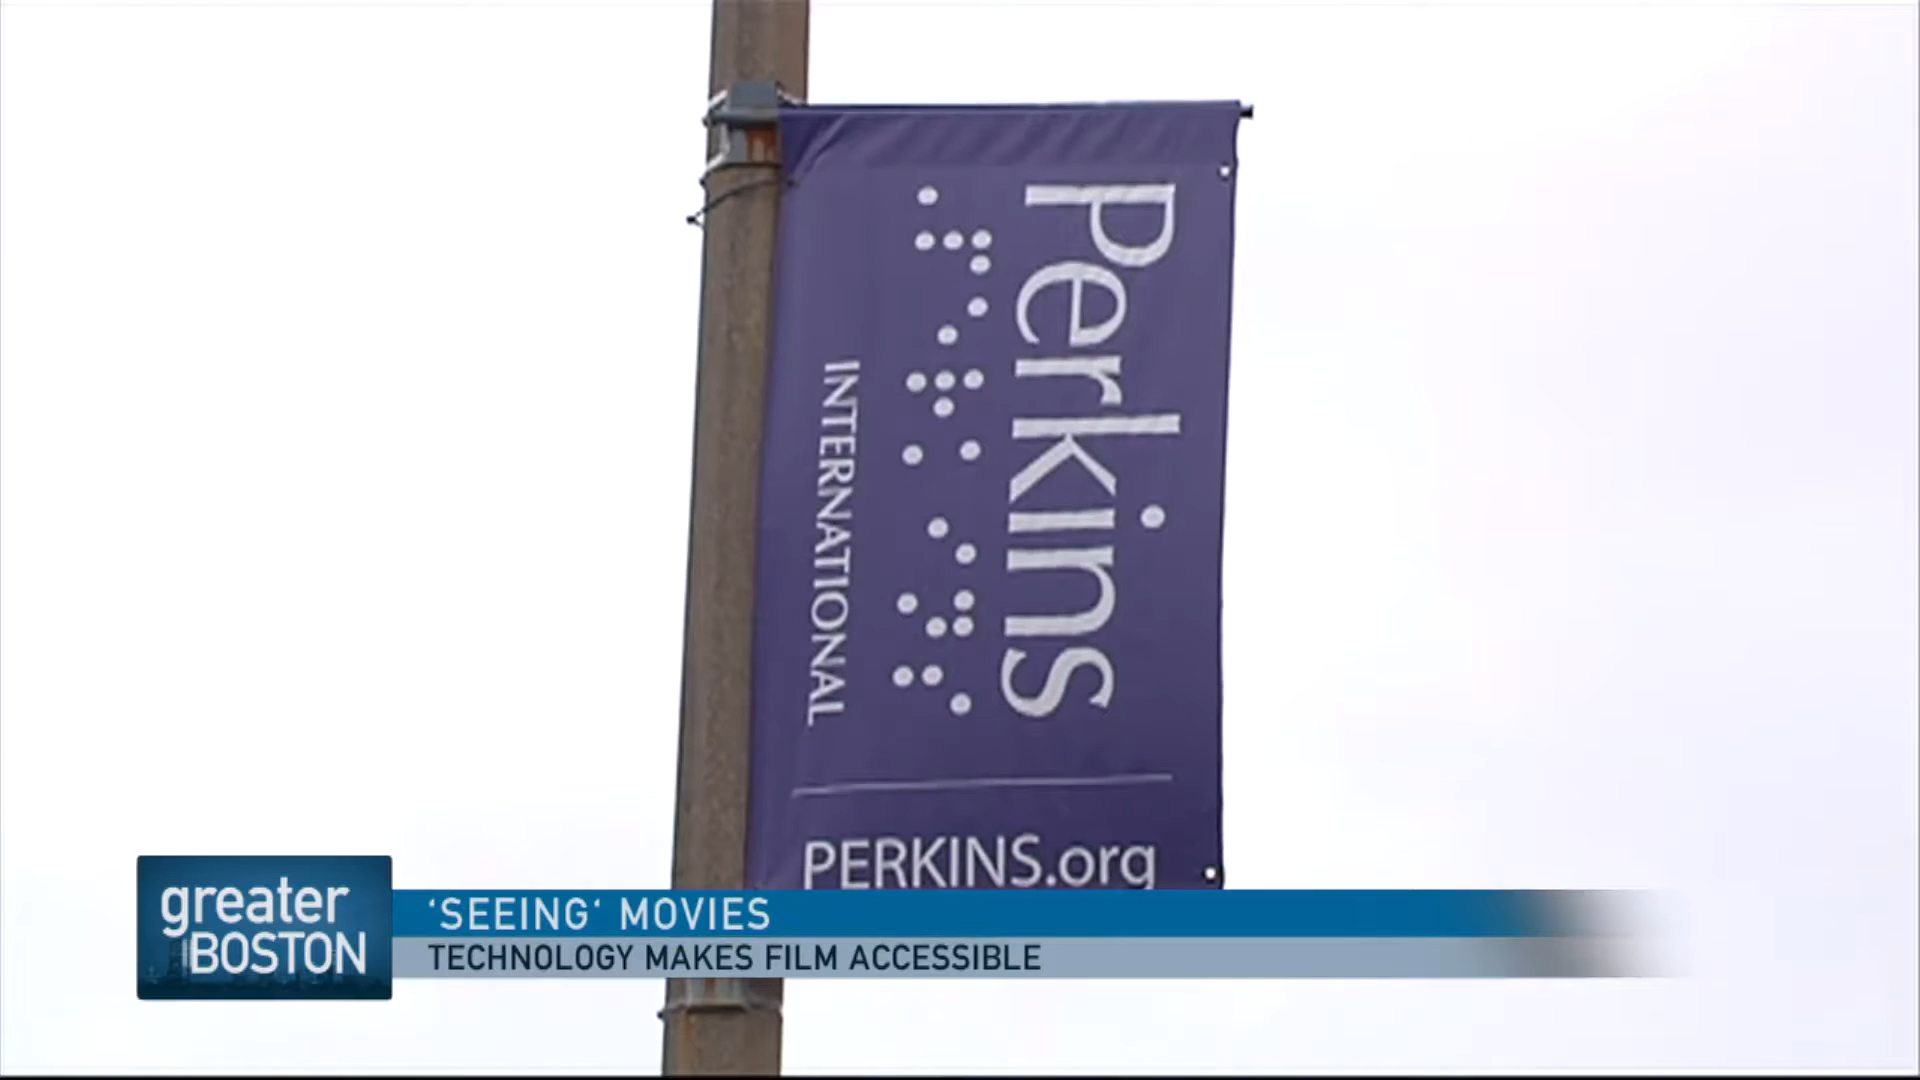 Perkins
⠠⠏⠑⠗⠅⠊⠝⠎
INTERNATIONAL
PERKINS.org
greater
BOSTON
‘SEEING‘ MOVIES
TECHNOLOGY MAKES FILM ACCESSIBLE